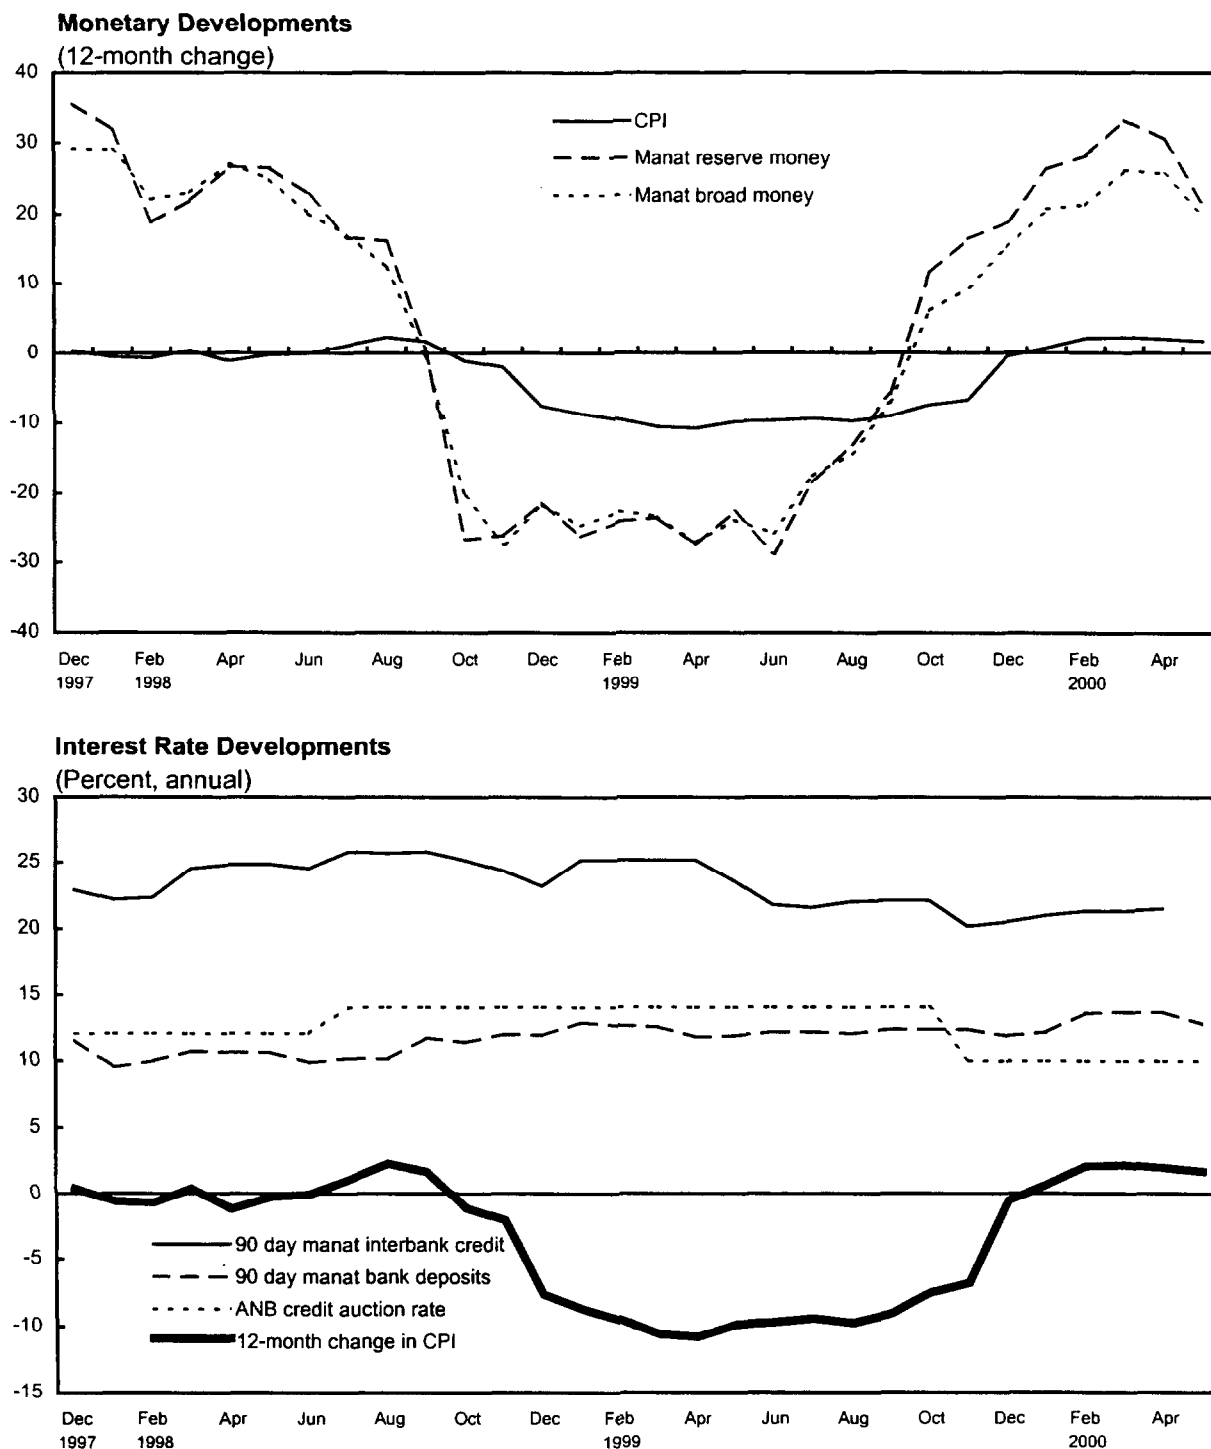 Monetary Developments
(12-month change)
40
30
20
10
0
-10
-20
-30
-40
CPI
Manat reserve money
Manat broad money
Dec Feb Apr Jun Aug Oct Dec Feb Apr Jun Aug Oct Dec Feb Apr
1997 1998 1999 2000
Interest Rate Developments
(Percent, annual)
30
25
20
15
10
5
0
-5
-10
-15
90 day manat interbank credit
90 day manat bank deposits
ANB credit auction rate
12-month change in CPI
Dec Feb Apr Jun Aug Oct Dec Feb Apr Jun Aug Oct Dec Feb Apr
1997 1998 1999 2000